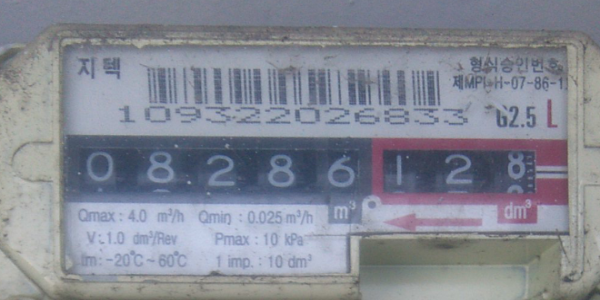 지텍
형식승인번호
제MPI-H-07-86-1
109322026833 G2.5 L
08286 128
m³ dm³
Qmax : 4.0 m³/h Qmin : 0.025 m³/h
V : 1.0 dm³/Rev Pmax : 10 kPa
tm : -20°C ~ 60°C 1 imp. : 10 dm³